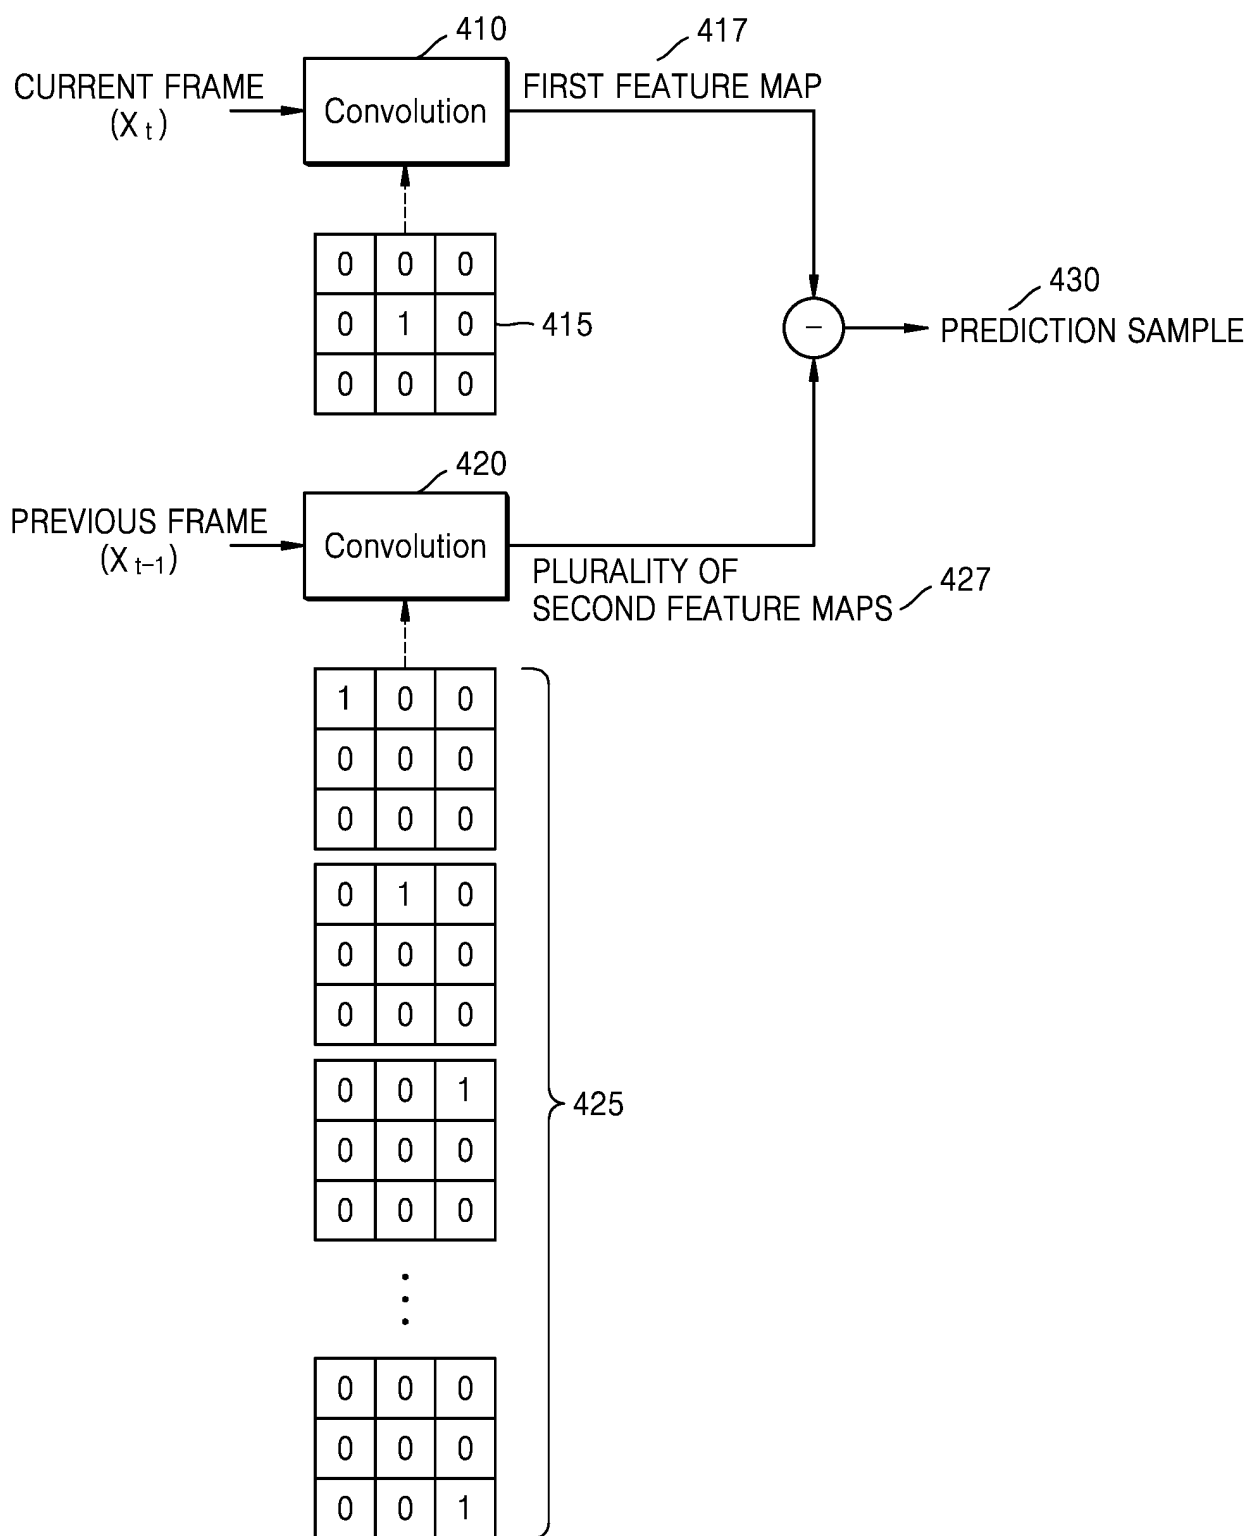 410
417
CURRENT FRAME
(Xt)
Convolution
FIRST FEATURE MAP
0 0 0
0 1 0
0 0 0
415
430
−
PREDICTION SAMPLE
420
PREVIOUS FRAME
(Xt−1)
Convolution
PLURALITY OF
SECOND FEATURE MAPS
427
1 0 0
0 0 0
0 0 0
0 1 0
0 0 0
0 0 0
0 0 1
0 0 0
0 0 0
425
⋮
0 0 0
0 0 0
0 0 1